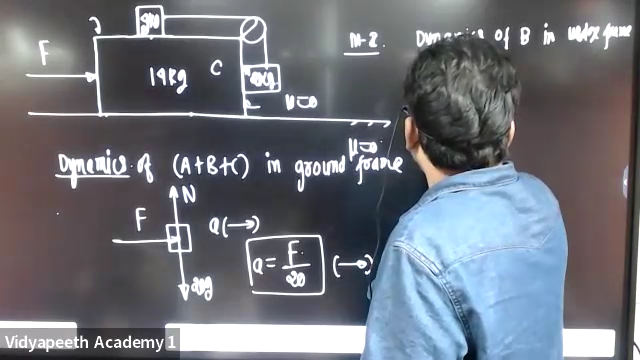 M-2 Dynamics of B in wedge frame
F
14kg C
μ=0
μ=0
Dynamics of (A+B+C) in ground frame
N
F a(→)
a = F/20 (→)
20g
Vidyapeeth Academy 1